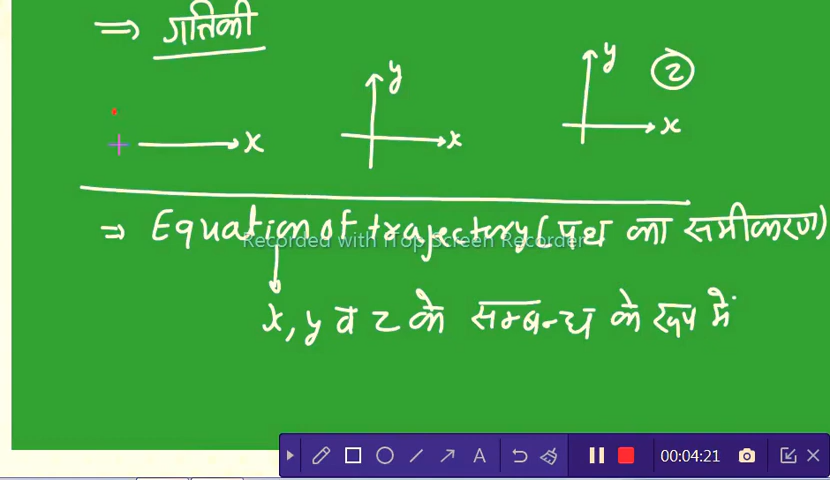 ⇒ गतिकी
y y ②
x x x
⇒ Equation of trajectory (पथ का समीकरण)
Recorded with iTop Screen Recorder
x, y व z के सम्बन्ध के रूप में
A 00:04:21